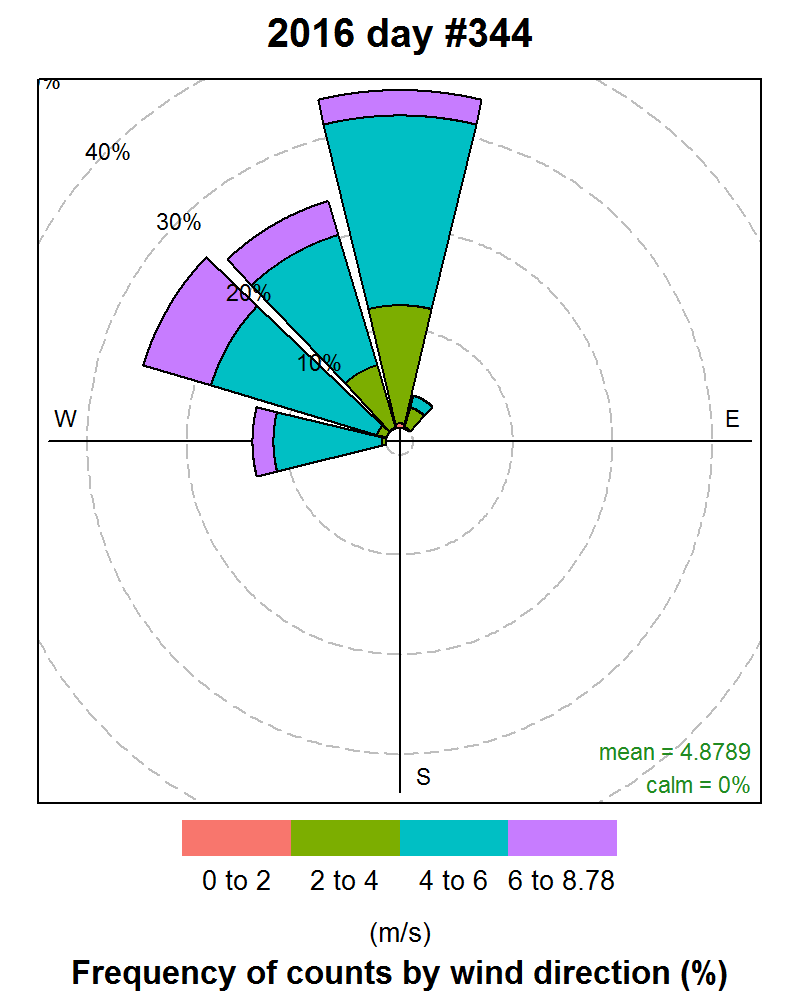 2016 day #344
%
40%
30%
20%
10%
W
E
mean = 4.8789
calm = 0%
S
0 to 2
2 to 4
4 to 6
6 to 8.78
(m/s)
Frequency of counts by wind direction (%)